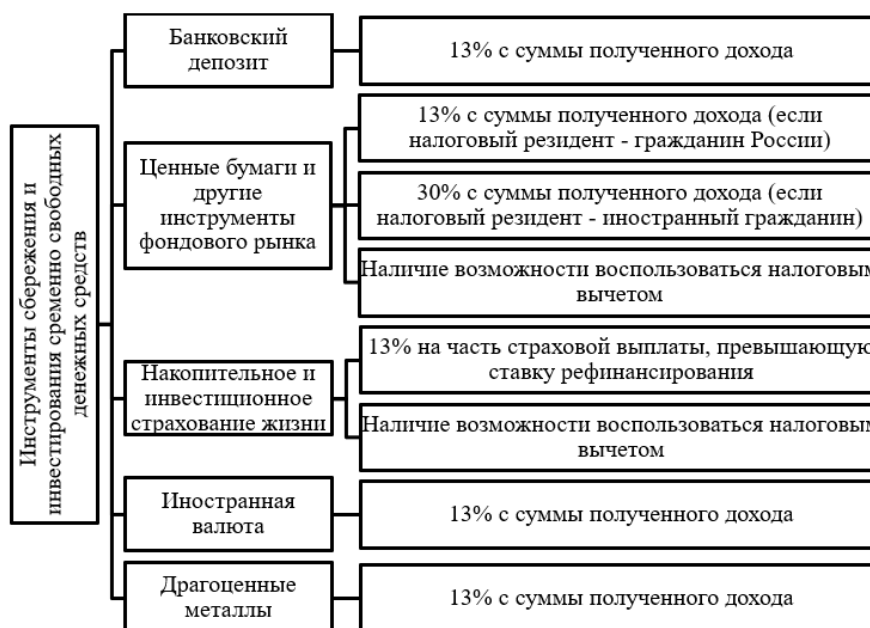 Инструменты сбережения и
инвестирования сременно свободных
денежных средств
Банковский
депозит
13% с суммы полученного дохода
Ценные бумаги и
другие
инструменты
фондового рынка
13% с суммы полученного дохода (если
налоговый резидент - гражданин России)
30% с суммы полученного дохода (если
налоговый резидент - иностранный гражданин)
Наличие возможности воспользоваться налоговым
вычетом
Накопительное и
инвестиционное
страхование жизни
13% на часть страховой выплаты, превышающую
ставку рефинансирования
Наличие возможности воспользоваться налоговым
вычетом
Иностранная
валюта
13% с суммы полученного дохода
Драгоценные
металлы
13% с суммы полученного дохода